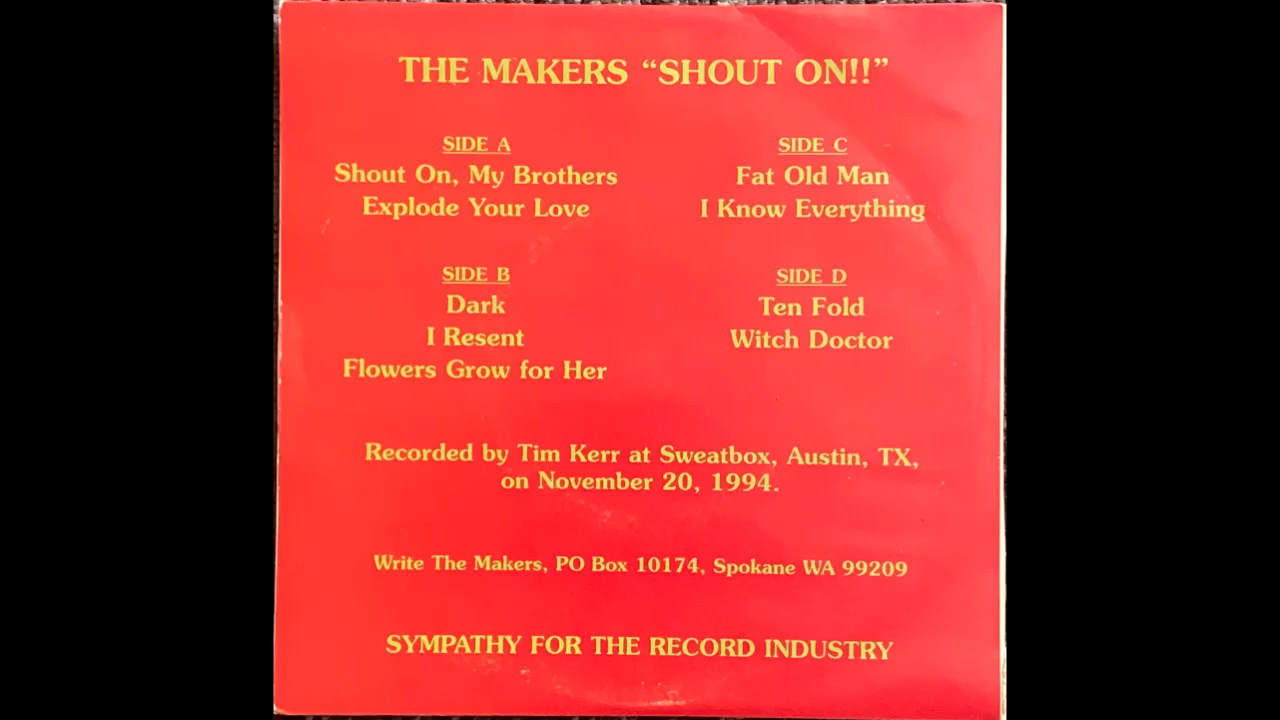 THE MAKERS “SHOUT ON!!”
SIDE A
Shout On, My Brothers
Explode Your Love
SIDE B
Dark
I Resent
Flowers Grow for Her
SIDE C
Fat Old Man
I Know Everything
SIDE D
Ten Fold
Witch Doctor
Recorded by Tim Kerr at Sweatbox, Austin, TX,
on November 20, 1994.
Write The Makers, PO Box 10174, Spokane WA 99209
SYMPATHY FOR THE RECORD INDUSTRY